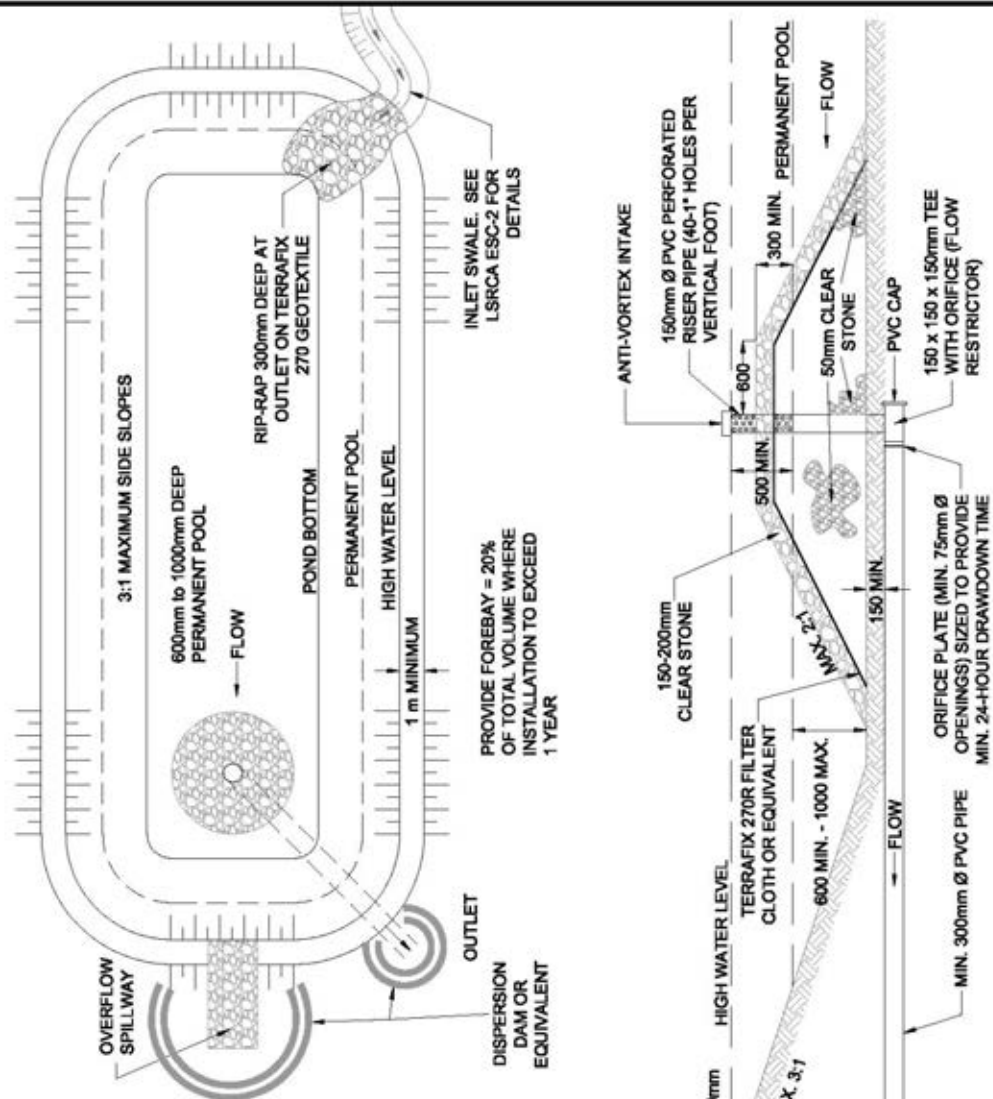 3:1 MAXIMUM SIDE SLOPES
600mm to 1000mm DEEP
PERMANENT POOL
FLOW
RIP-RAP 300mm DEEP AT
OUTLET ON TERRAFIX
270 GEOTEXTILE
POND BOTTOM
PERMANENT POOL
HIGH WATER LEVEL
1 m MINIMUM
INLET SWALE. SEE
LSRCA ESC-2 FOR
DETAILS
PROVIDE FOREBAY = 20%
OF TOTAL VOLUME WHERE
INSTALLATION TO EXCEED
1 YEAR
OVERFLOW
SPILLWAY
OUTLET
DISPERSION
DAM OR
EQUIVALENT
ANTI-VORTEX INTAKE
150mm Ø PVC PERFORATED
RISER PIPE (40-1" HOLES PER
VERTICAL FOOT)
600
300 MIN.
PERMANENT POOL
FLOW
500 MIN.
50mm CLEAR
STONE
PVC CAP
150 x 150 x 150mm TEE
WITH ORIFICE (FLOW
RESTRICTOR)
150-200mm
CLEAR STONE
MAX. 2:1
150 MIN.
ORIFICE PLATE (MIN. 75mm Ø
OPENINGS) SIZED TO PROVIDE
MIN. 24-HOUR DRAWDOWN TIME
HIGH WATER LEVEL
TERRAFIX 270R FILTER
CLOTH OR EQUIVALENT
600 MIN. - 1000 MAX.
FLOW
MIN. 300mm Ø PVC PIPE
3:1